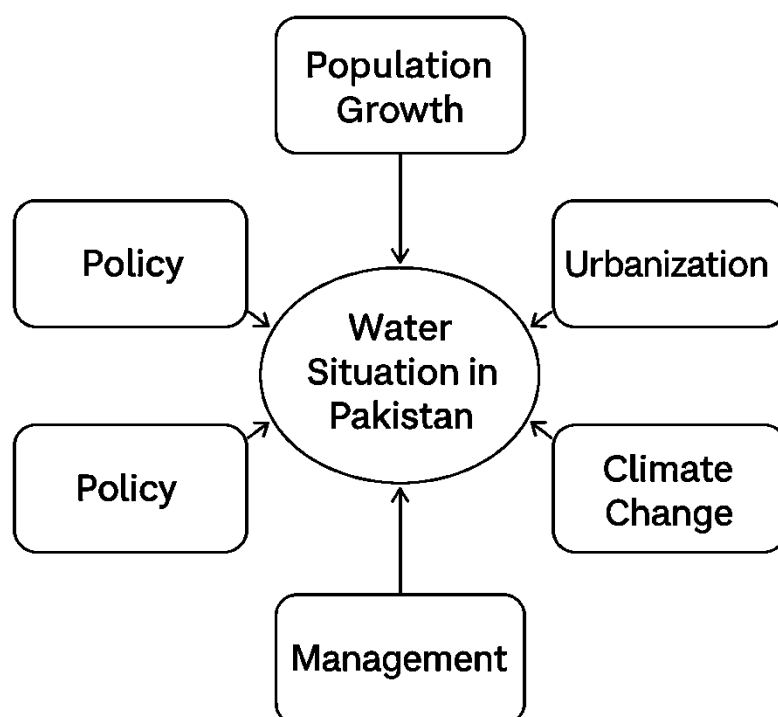 Population
Growth
Policy
Urbanization
Water
Situation in
Pakistan
Policy
Climate
Change
Management